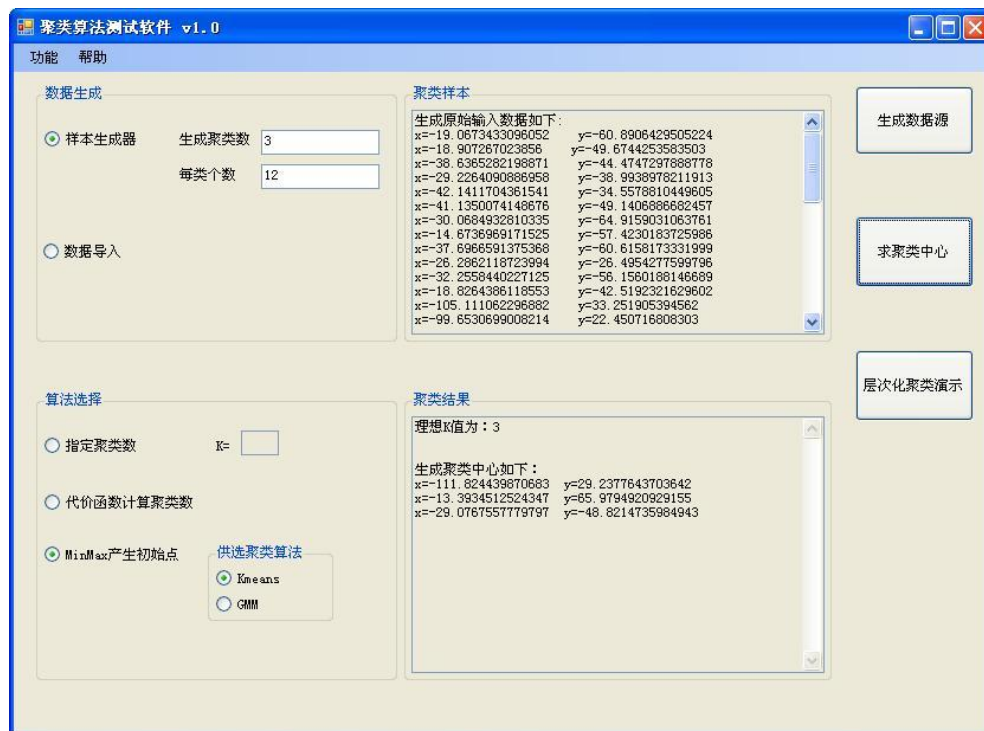 聚类算法测试软件 v1.0
功能 帮助
数据生成
样本生成器 生成聚类数 3
每类个数 12
数据导入
聚类样本
生成原始输入数据如下:
x=-19.0673433096052 y=-60.8906429505224
x=-18.907267023856 y=-49.6744253583503
x=-38.6365282198871 y=-44.4747297888778
x=-29.2264090886958 y=-38.9938978211913
x=-42.1411704361541 y=-34.5578810449605
x=-41.1350074148676 y=-49.1406886682457
x=-30.0684932810335 y=-64.9159031063761
x=-14.6736969171525 y=-57.4230183725986
x=-37.6966591375368 y=-60.6158173331999
x=-26.2862118723994 y=-26.4954277599796
x=-32.2558440227125 y=-56.1560188146689
x=-18.8264386118553 y=-42.5192321629602
x=-105.111062296882 y=33.251905394562
x=-99.6530699008214 y=22.450716808303
生成数据源
求聚类中心
层次化聚类演示
算法选择
指定聚类数 K=
代价函数计算聚类数
MinMax产生初始点
供选聚类算法
Kmeans
GMM
聚类结果
理想K值为：3
生成聚类中心如下：
x=-111.824439870683 y=29.2377643703642
x=-13.3934512524347 y=65.9794920929155
x=-29.0767557779797 y=-48.8214735984943